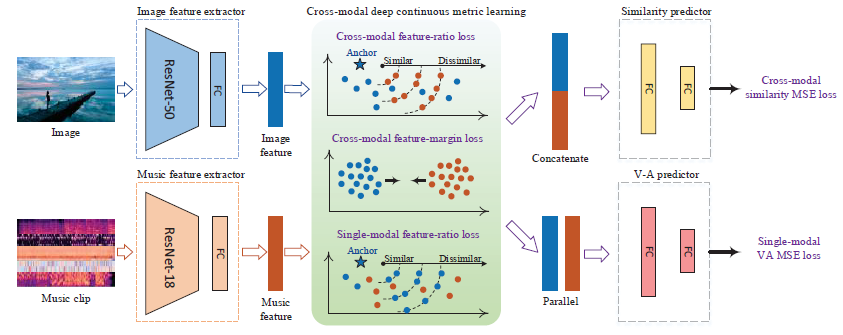 Image feature extractor
ResNet-50
FC
Image
Image
feature
Music feature extractor
ResNet-18
FC
Music clip
Music
feature
Cross-modal deep continuous metric learning
Cross-modal feature-ratio loss
Anchor
Similar
Dissimilar
Cross-modal feature-margin loss
Single-modal feature-ratio loss
Anchor
Similar
Dissimilar
Concatenate
Parallel
Similarity predictor
FC
FC
Cross-modal
similarity MSE loss
V-A predictor
FC
FC
Single-modal
VA MSE loss